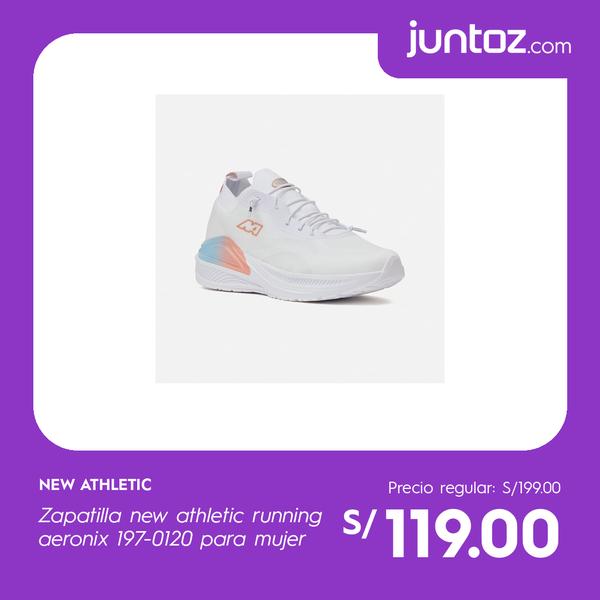 juntoz.com
NEW ATHLETIC
Zapatilla new athletic running
aeronix 197-0120 para mujer
Precio regular: S/199.00
S/119.00